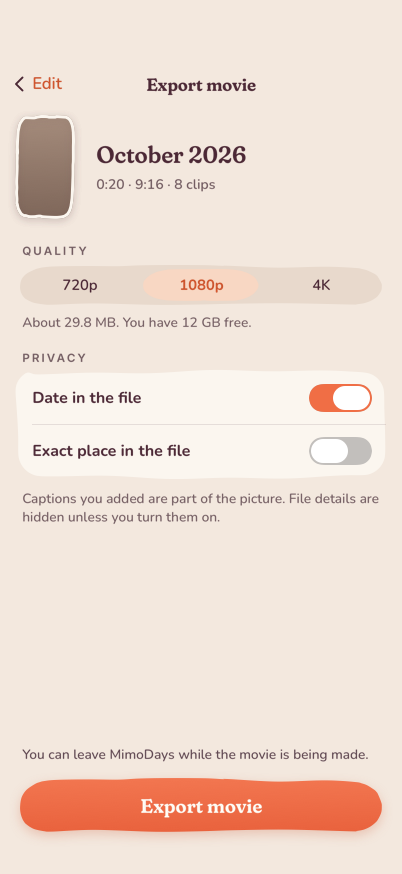 Edit
Export movie
October 2026
0:20 · 9:16 · 8 clips
QUALITY
720p
1080p
4K
About 29.8 MB. You have 12 GB free.
PRIVACY
Date in the file
Exact place in the file
Captions you added are part of the picture. File details are
hidden unless you turn them on.
You can leave MimoDays while the movie is being made.
Export movie